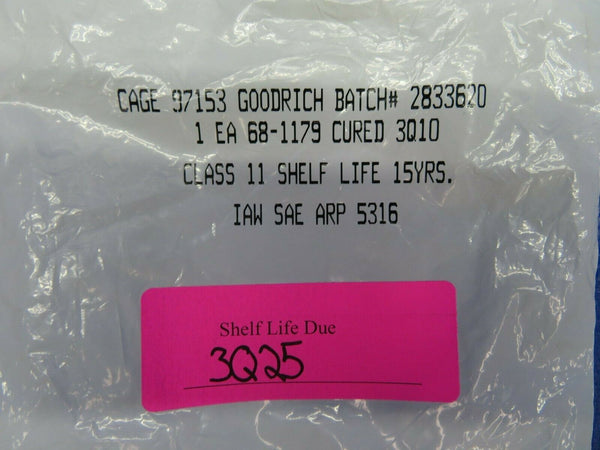 CAGE 97153 GOODRICH BATCH# 2833620
1 EA 68-1179 CURED 3Q10
CLASS 11 SHELF LIFE 15YRS.
IAW SAE ARP 5316
Shelf Life Due
3Q25